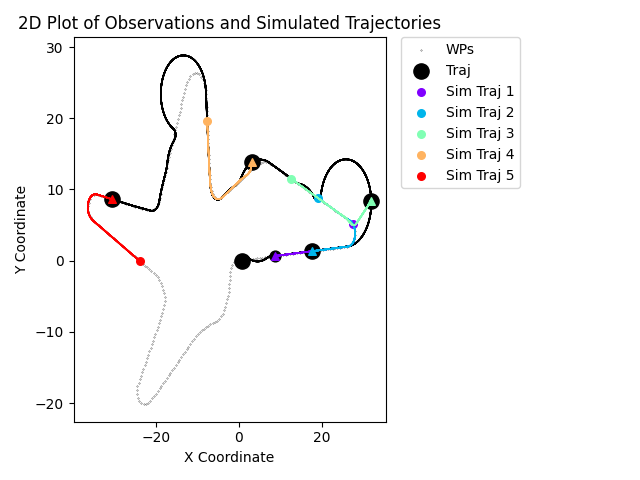 2D Plot of Observations and Simulated Trajectories
30
20
10
0
−10
−20
Y Coordinate
−20
0
20
X Coordinate
WPs
Traj
Sim Traj 1
Sim Traj 2
Sim Traj 3
Sim Traj 4
Sim Traj 5